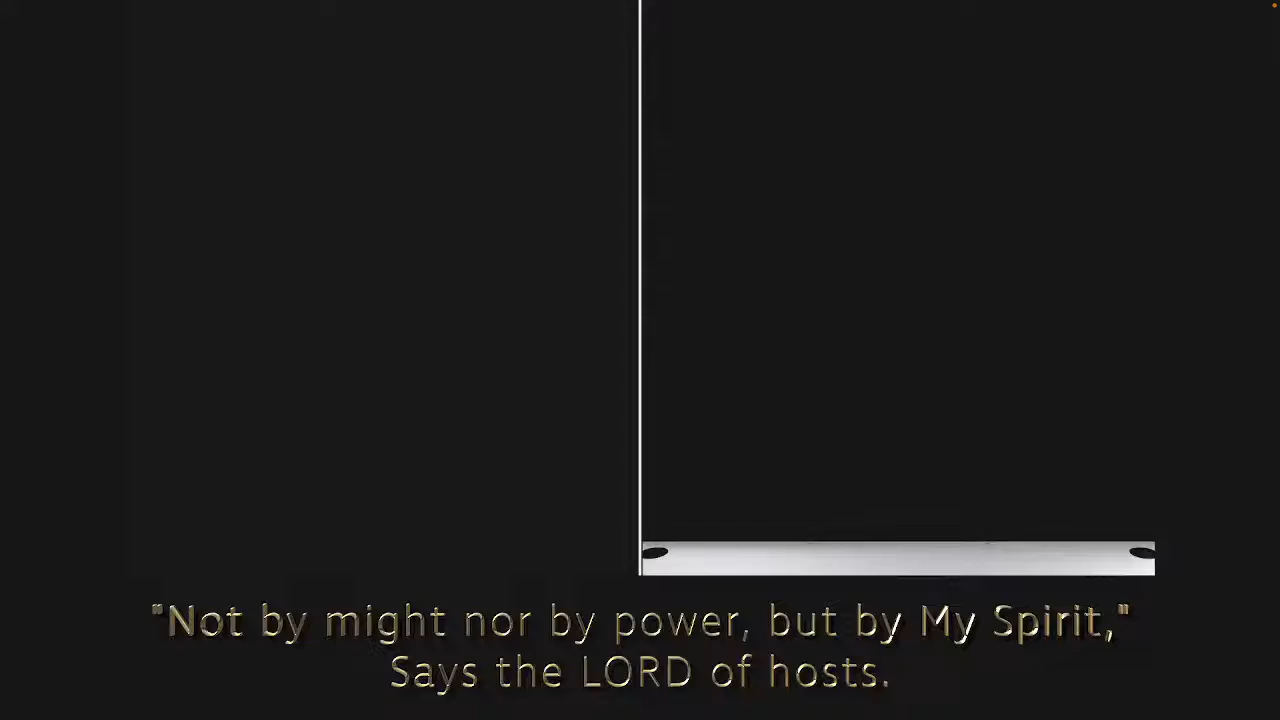 "Not by might nor by power, but by My Spirit,"
Says the LORD of hosts.